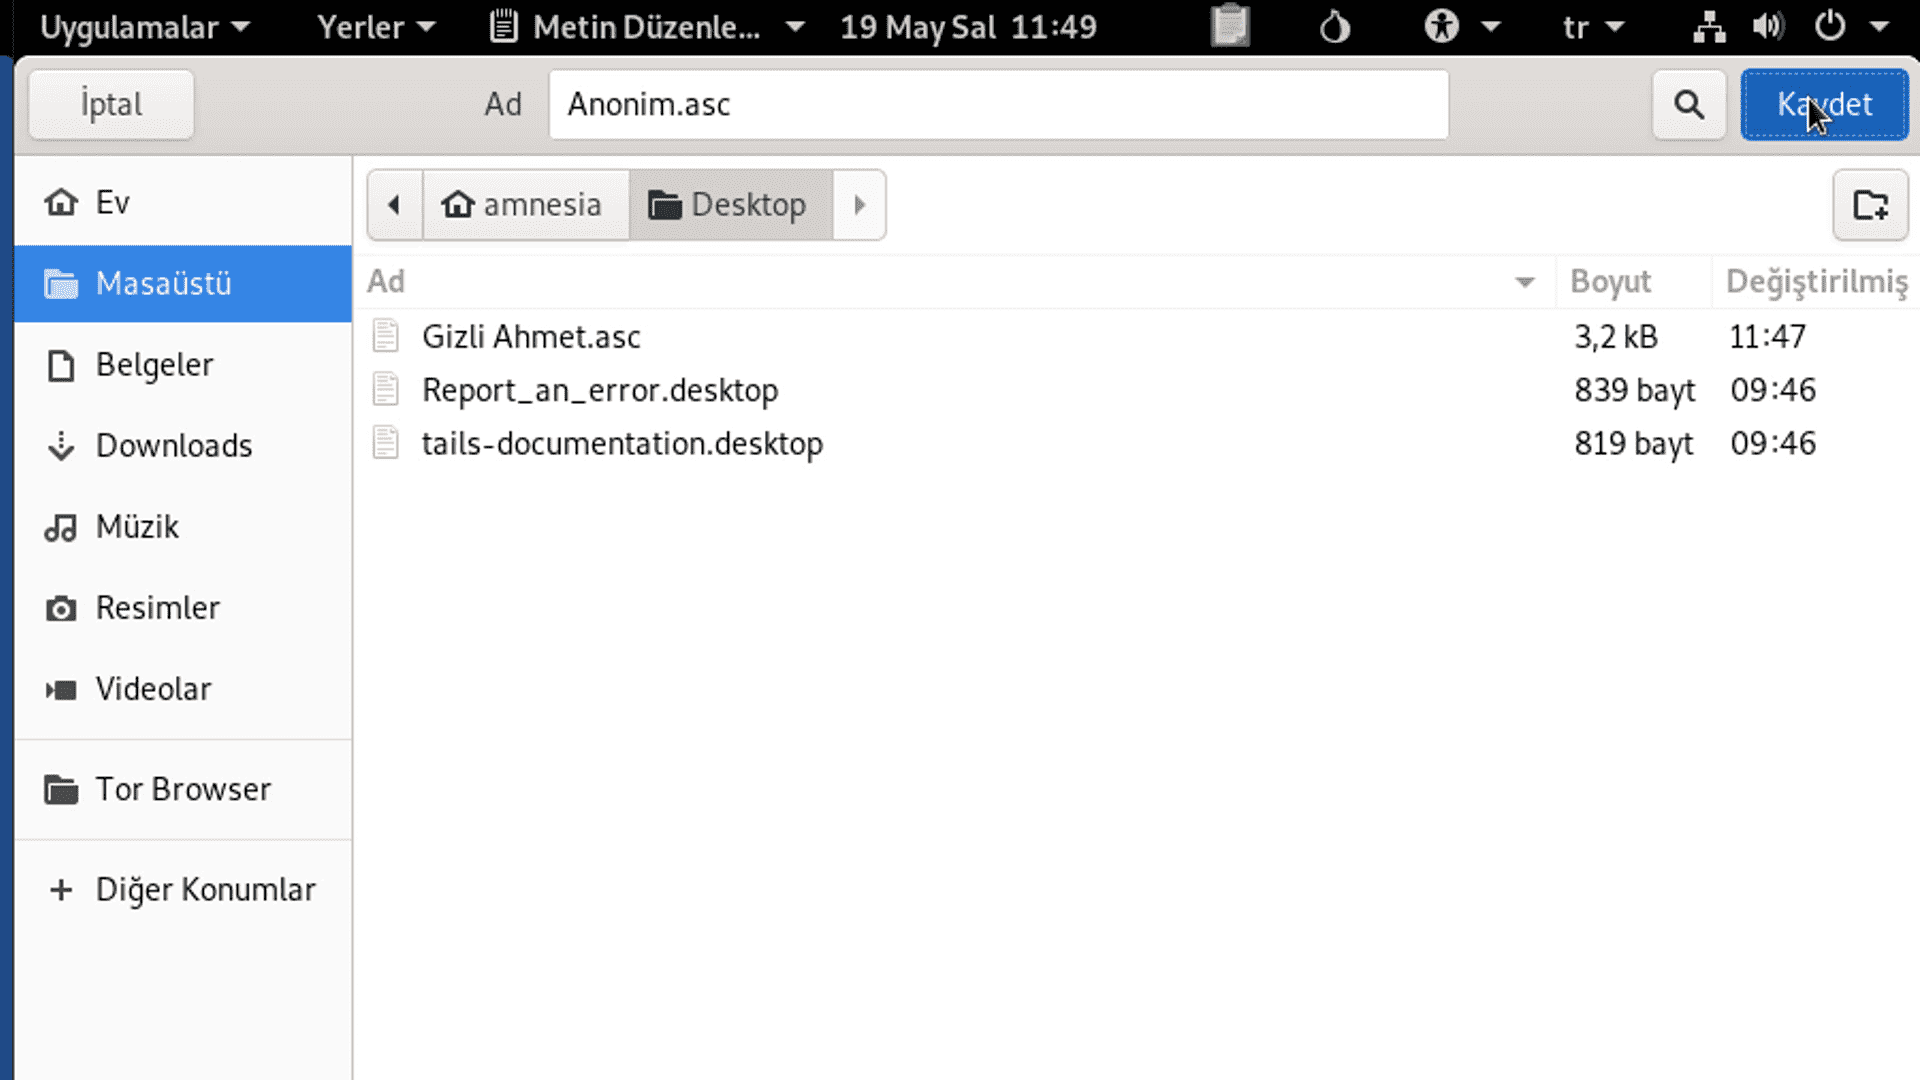 Uygulamalar Yerler Metin Düzenle... 19 May Sal 11:49 tr
İptal Ad Anonim.asc Kaydet
Ev
Masaüstü
Belgeler
Downloads
Müzik
Resimler
Videolar
Tor Browser
Diğer Konumlar
amnesia Desktop
Ad Boyut Değiştirilmiş
Gizli Ahmet.asc 3,2 kB 11:47
Report_an_error.desktop 839 bayt 09:46
tails-documentation.desktop 819 bayt 09:46